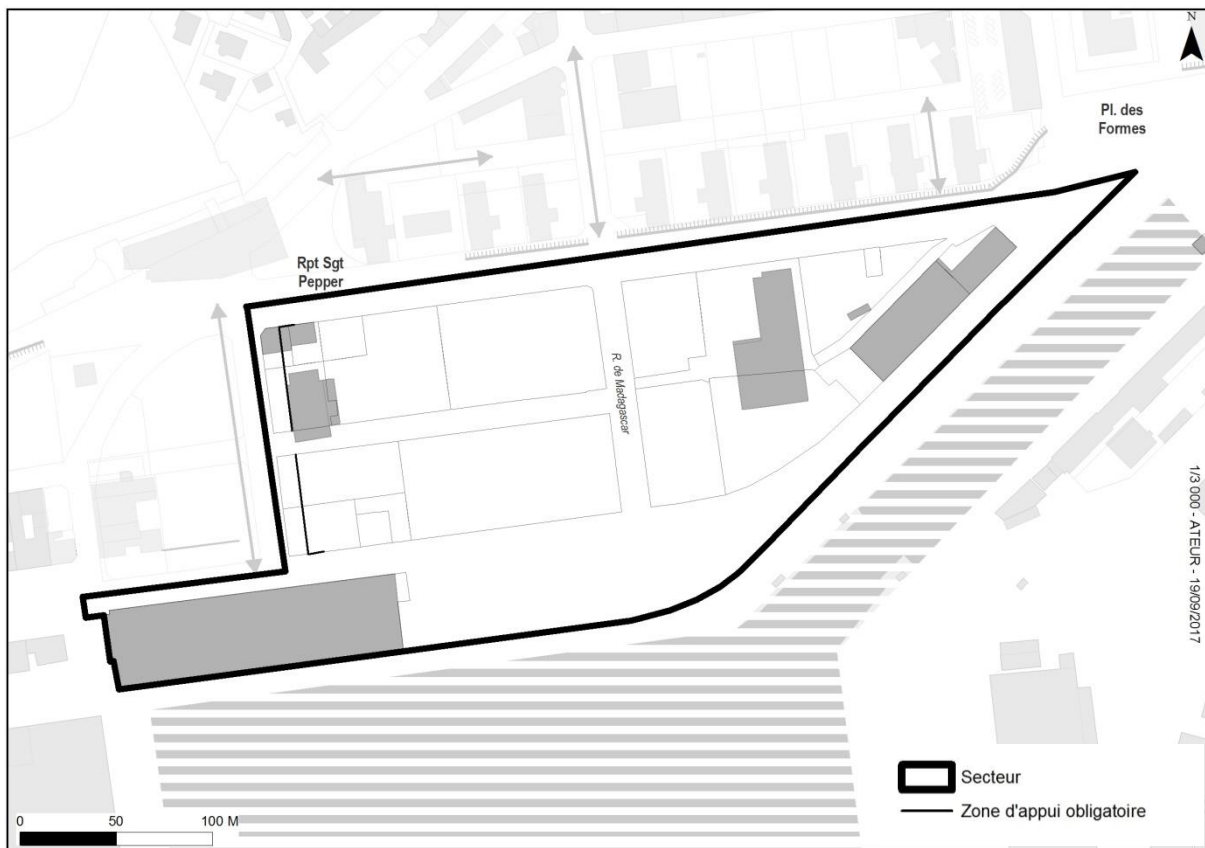 N
Pl. des
Formes
Rpt Sgt
Pepper
R. de Madagascar
1/3 000 - ATEUR - 19/09/2017
Secteur
Zone d'appui obligatoire
0 50 100 M